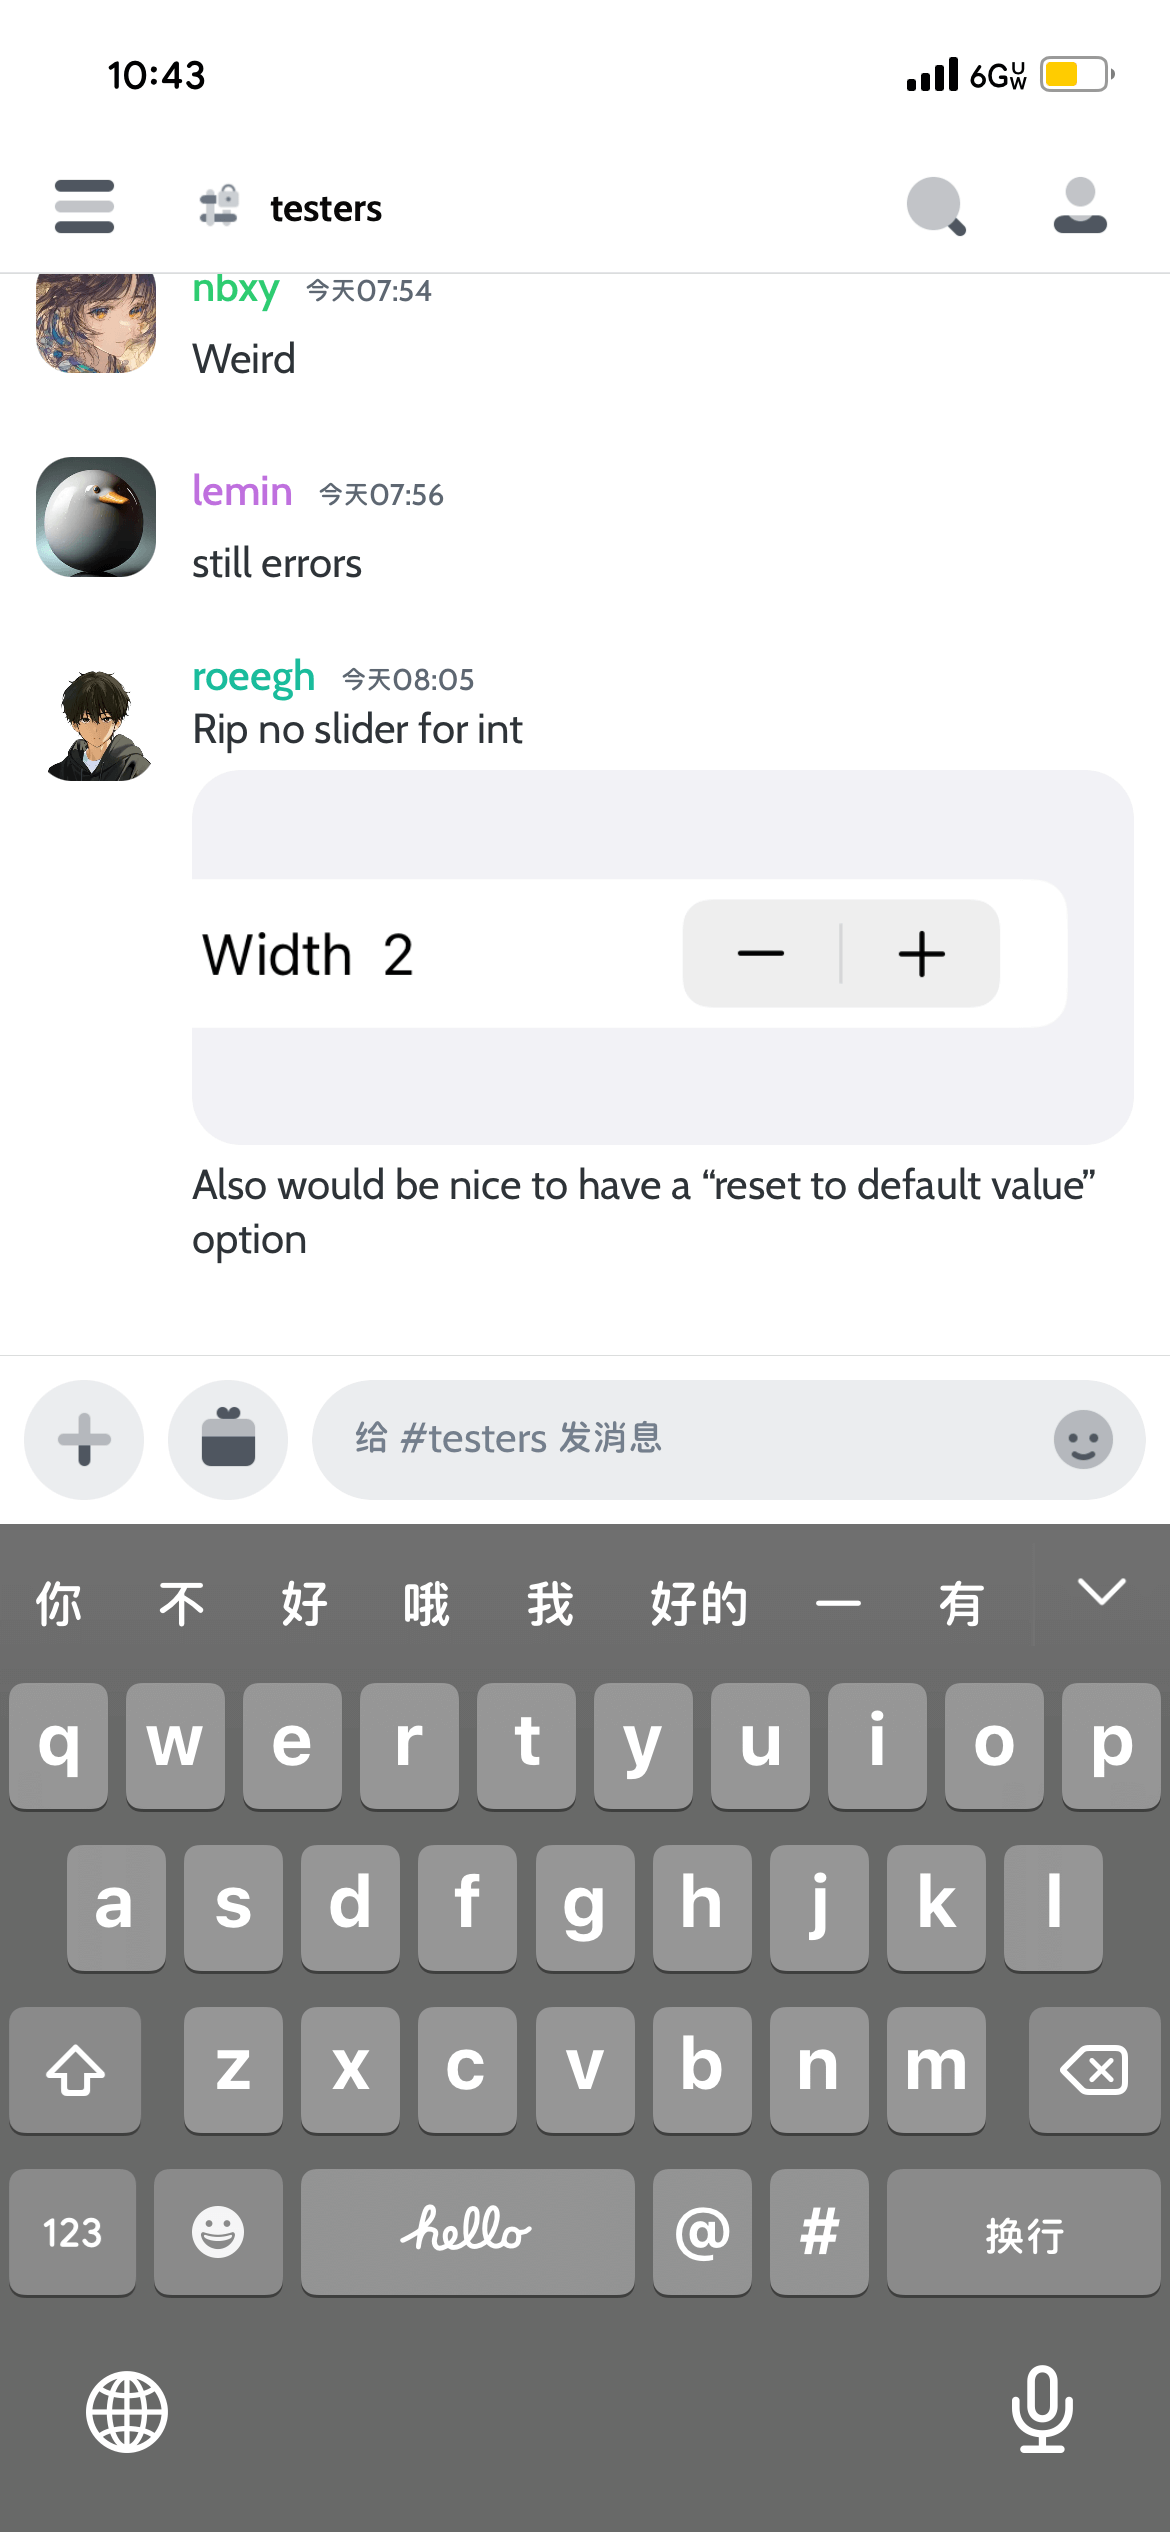 10:43 6G UW
testers
nbxy 今天07:54
Weird
lemin 今天07:56
still errors
roeegh 今天08:05
Rip no slider for int
Width 2
Also would be nice to have a “reset to default value”
option
给 #testers 发消息
你 不 好 哦 我 好的 一 有
q w e r t y u i o p
a s d f g h j k l
z x c v b n m
123 hello @ # 换行